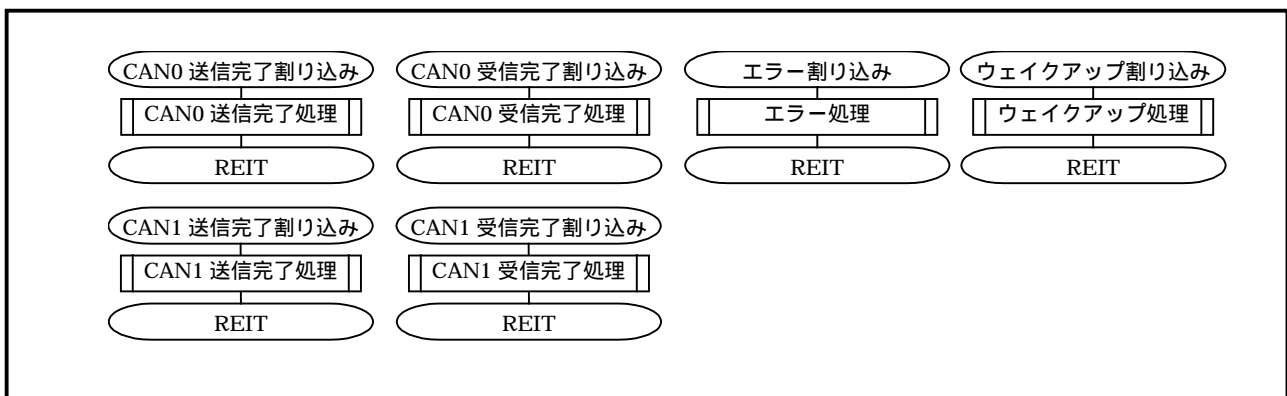 CAN0 送信完了割り込み
CAN0 送信完了処理
REIT
CAN0 受信完了割り込み
CAN0 受信完了処理
REIT
エラー割り込み
エラー処理
REIT
ウェイクアップ割り込み
ウェイクアップ処理
REIT
CAN1 送信完了割り込み
CAN1 送信完了処理
REIT
CAN1 受信完了割り込み
CAN1 受信完了処理
REIT